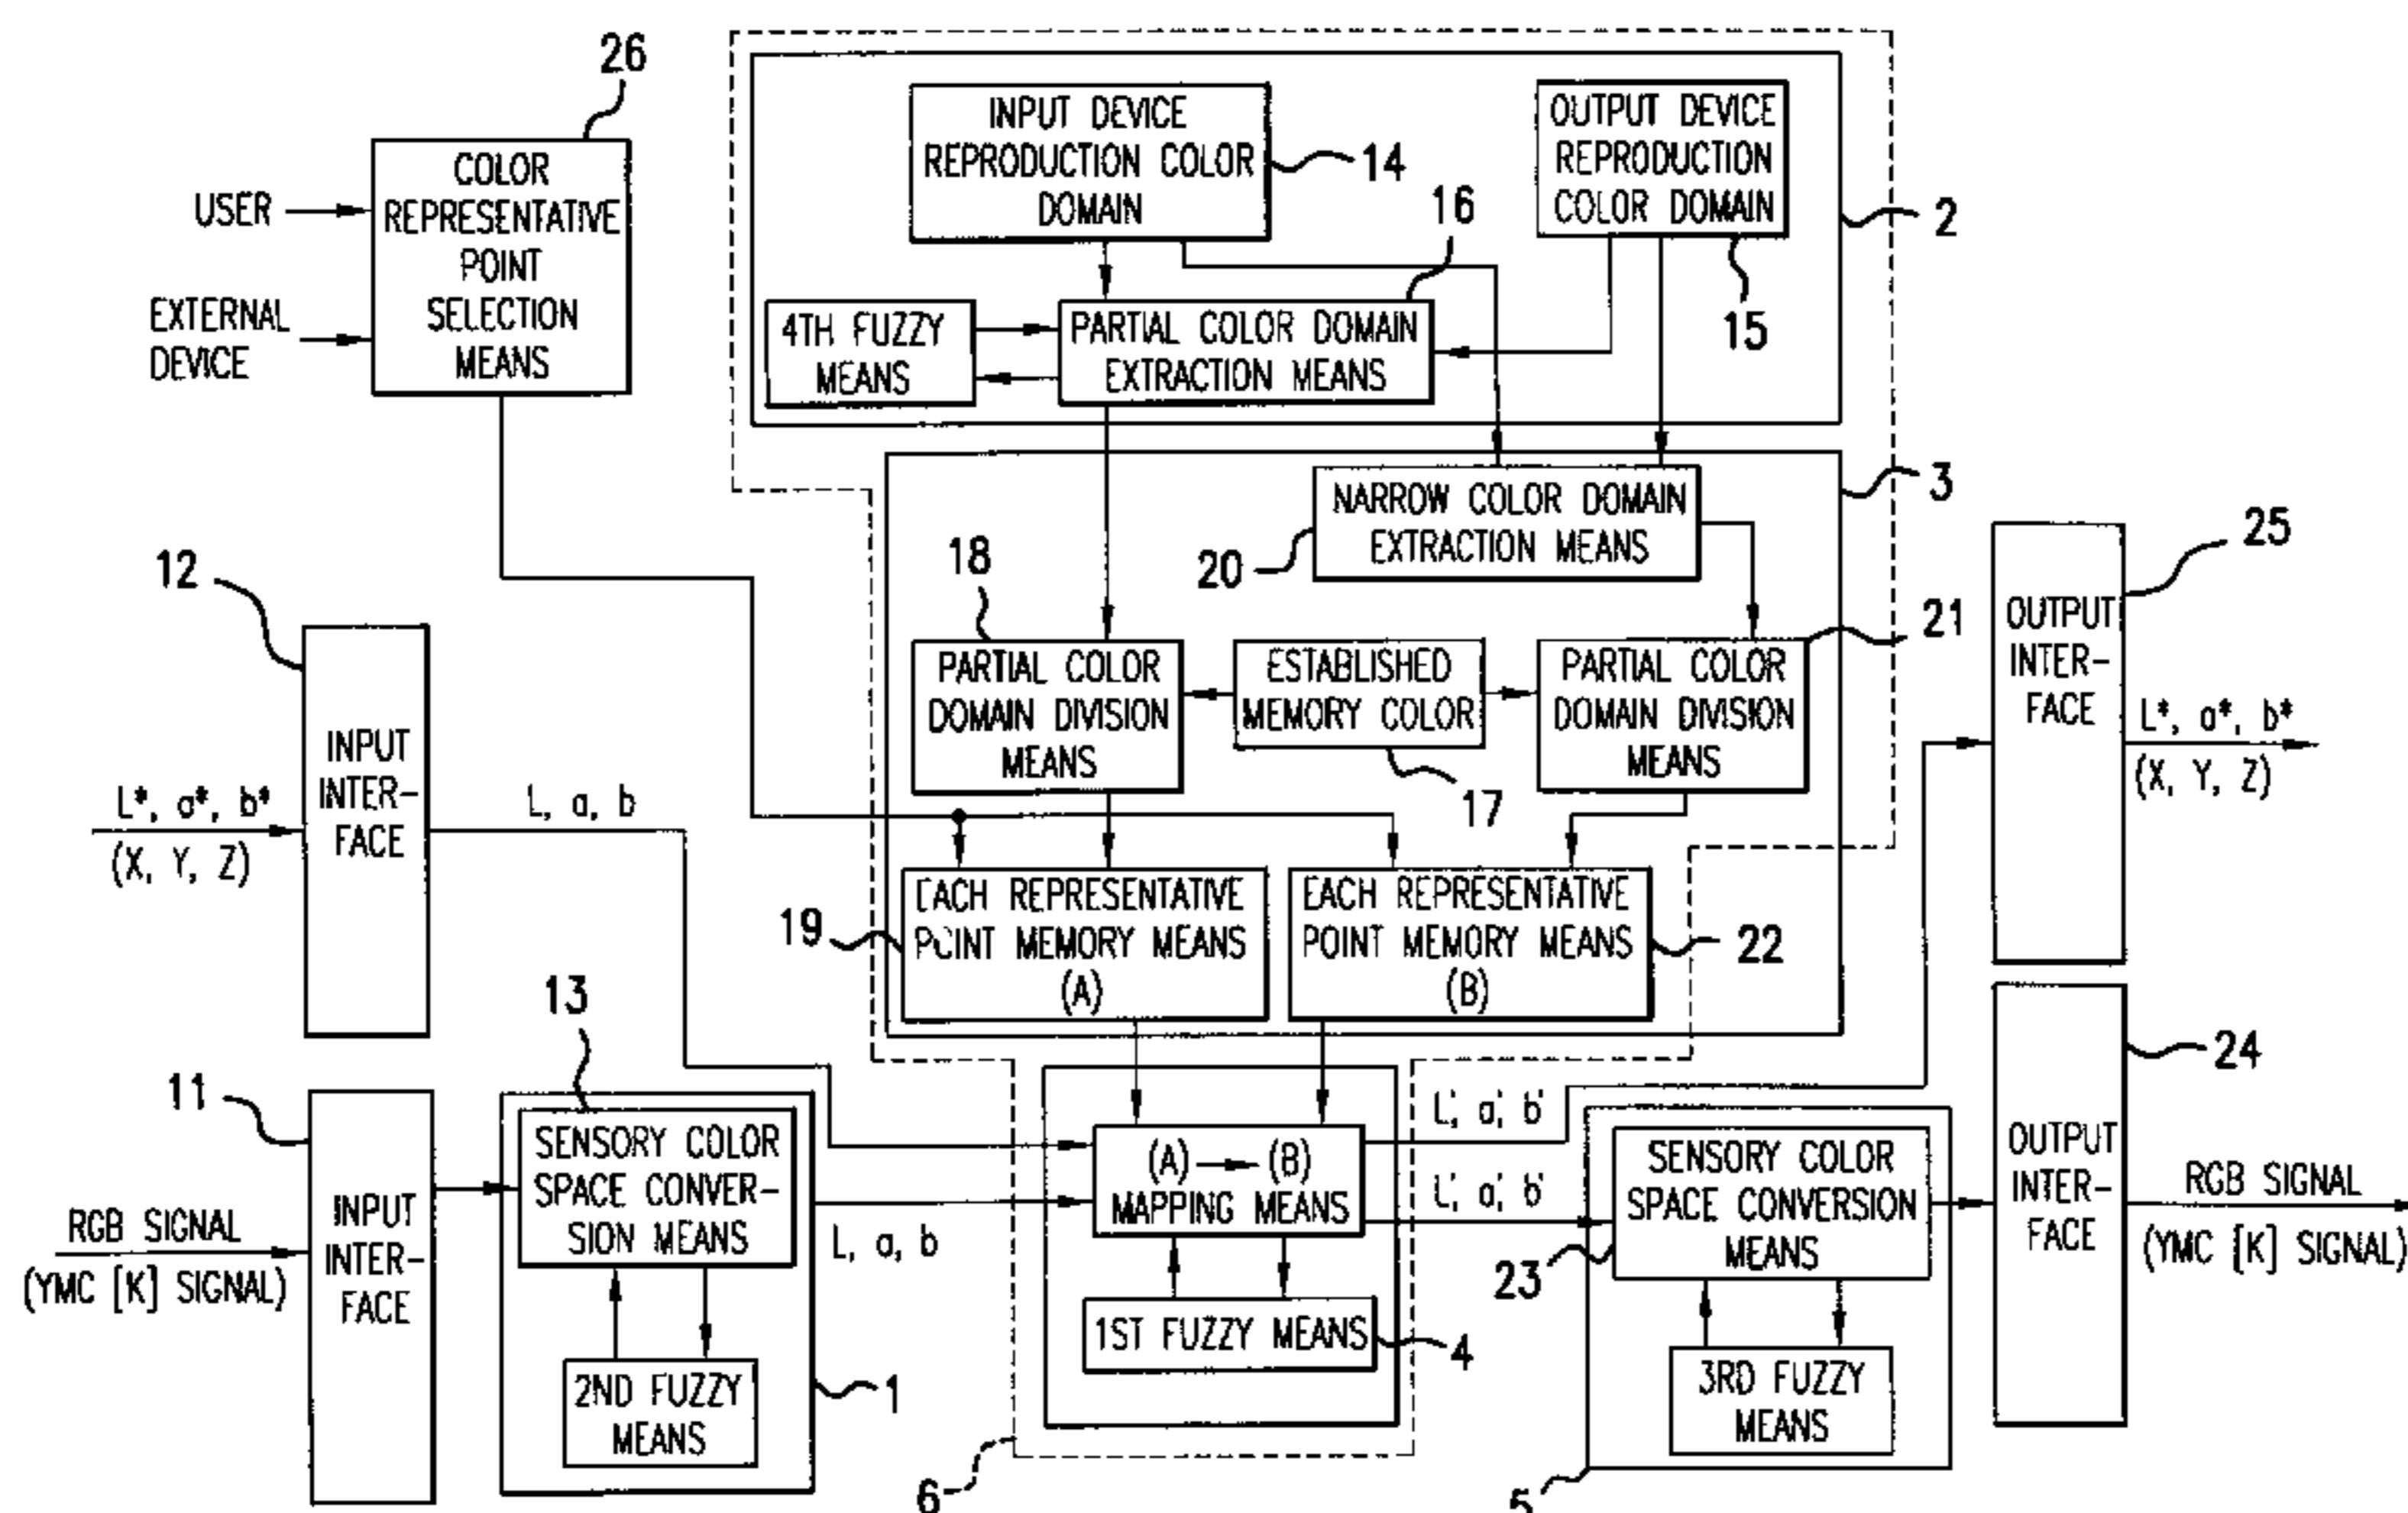 26
COLOR
REPRESENTATIVE
POINT
SELECTION
MEANS
USER
EXTERNAL
DEVICE
INPUT DEVICE
REPRODUCTION COLOR
DOMAIN
14
OUTPUT DEVICE
REPRODUCTION
COLOR DOMAIN
15
2
16
4TH FUZZY
MEANS
PARTIAL COLOR DOMAIN
EXTRACTION MEANS
3
NARROW COLOR DOMAIN
EXTRACTION MEANS
20
18
PARTIAL COLOR
DOMAIN DIVISION
MEANS
ESTABLISHED
MEMORY COLOR
17
PARTIAL COLOR
DOMAIN DIVISION
MEANS
21
25
OUTPUT
INTER-
FACE
L*, a*, b*
(X, Y, Z)
12
INPUT
INTER-
FACE
L*, a*, b*
(X, Y, Z)
L, a, b
19
EACH REPRESENTATIVE
POINT MEMORY MEANS
(A)
EACH REPRESENTATIVE
POINT MEMORY MEANS
(B)
22
11
INPUT
INTER-
FACE
RGB SIGNAL
(YMC [K] SIGNAL)
13
SENSORY COLOR
SPACE CONVER-
SION MEANS
2ND FUZZY
MEANS
1
L, a, b
(A) → (B)
MAPPING MEANS
1ST FUZZY MEANS
4
6
L', a', b'
L', a', b'
SENSORY COLOR
SPACE CONVERSION
MEANS
23
3RD FUZZY
MEANS
5
24
OUTPUT
INTER-
FACE
RGB SIGNAL
(YMC [K] SIGNAL)